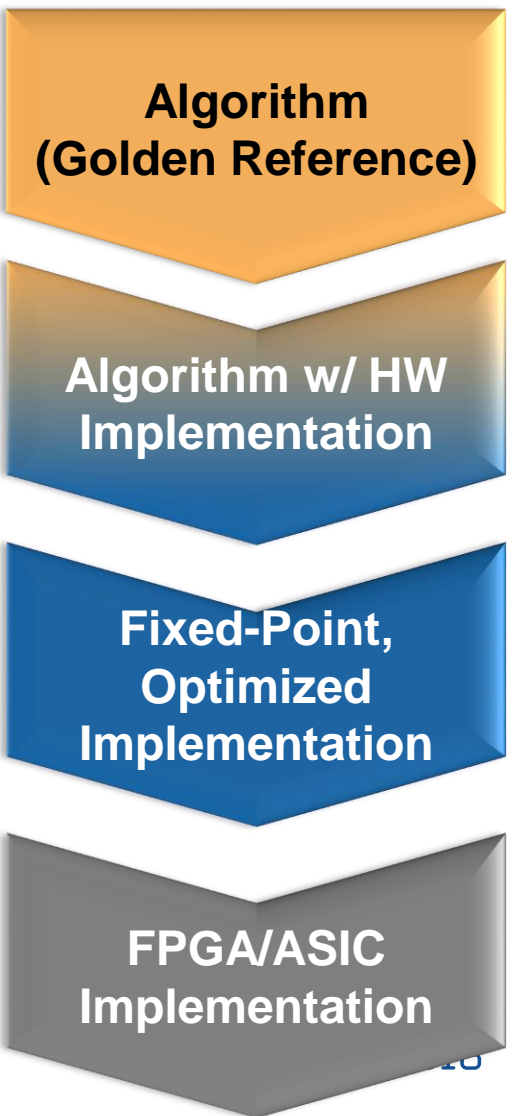 Algorithm
(Golden Reference)
Algorithm w/ HW
Implementation
Fixed-Point,
Optimized
Implementation
FPGA/ASIC
Implementation